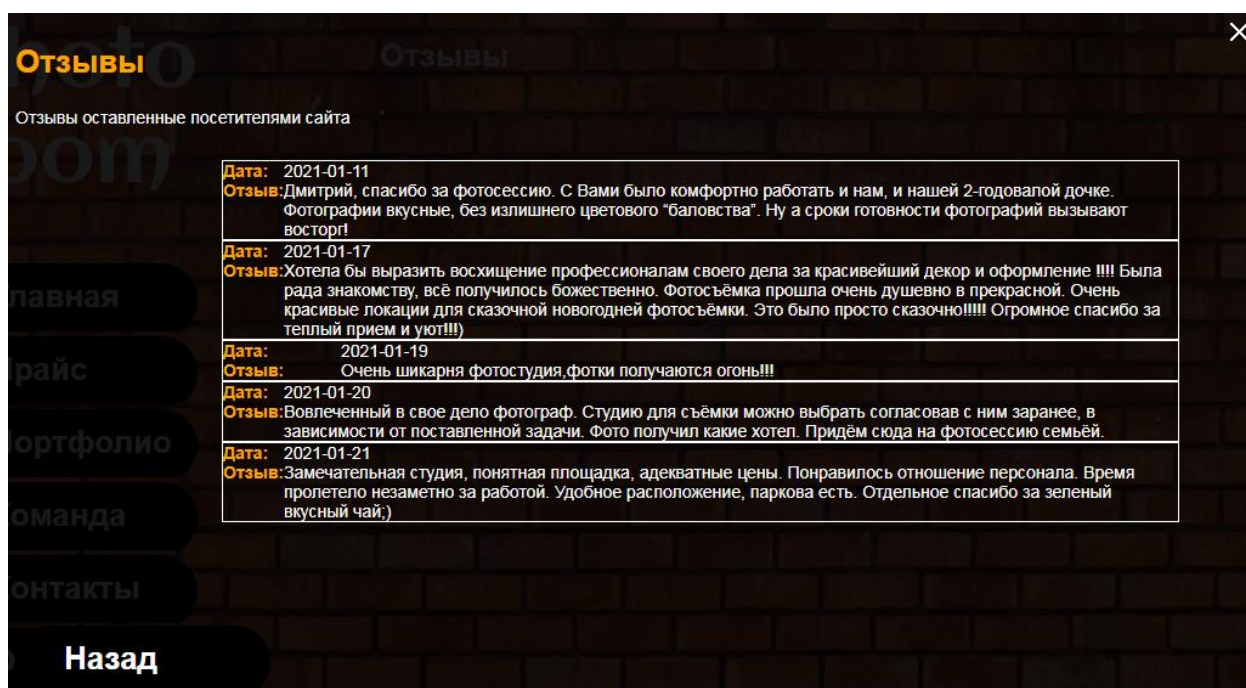 Отзывы
Отзывы
Отзывы оставленные посетителями сайта
Дата: 2021-01-11
Отзыв:Дмитрий, спасибо за фотосессию. С Вами было комфортно работать и нам, и нашей 2-годовалой дочке.
Фотографии вкусные, без излишнего цветового “баловства”. Ну а сроки готовности фотографий вызывают
восторг!
Дата: 2021-01-17
Отзыв:Хотела бы выразить восхищение профессионалам своего дела за красивейший декор и оформление !!!! Была
рада знакомству, всё получилось божественно. Фотосъёмка прошла очень душевно в прекрасной. Очень
красивые локации для сказочной новогодней фотосъёмки. Это было просто сказочно!!!!! Огромное спасибо за
теплый прием и уют!!!)
Дата: 2021-01-19
Отзыв: Очень шикарня фотостудия,фотки получаются огонь!!!
Дата: 2021-01-20
Отзыв:Вовлеченный в свое дело фотограф. Студию для съёмки можно выбрать согласовав с ним заранее, в
зависимости от поставленной задачи. Фото получил какие хотел. Придём сюда на фотосессию семьёй.
Дата: 2021-01-21
Отзыв:Замечательная студия, понятная площадка, адекватные цены. Понравилось отношение персонала. Время
пролетело незаметно за работой. Удобное расположение, паркова есть. Отдельное спасибо за зеленый
вкусный чай;)
лавная
райс
ортфолио
оманда
онтакты
Назад